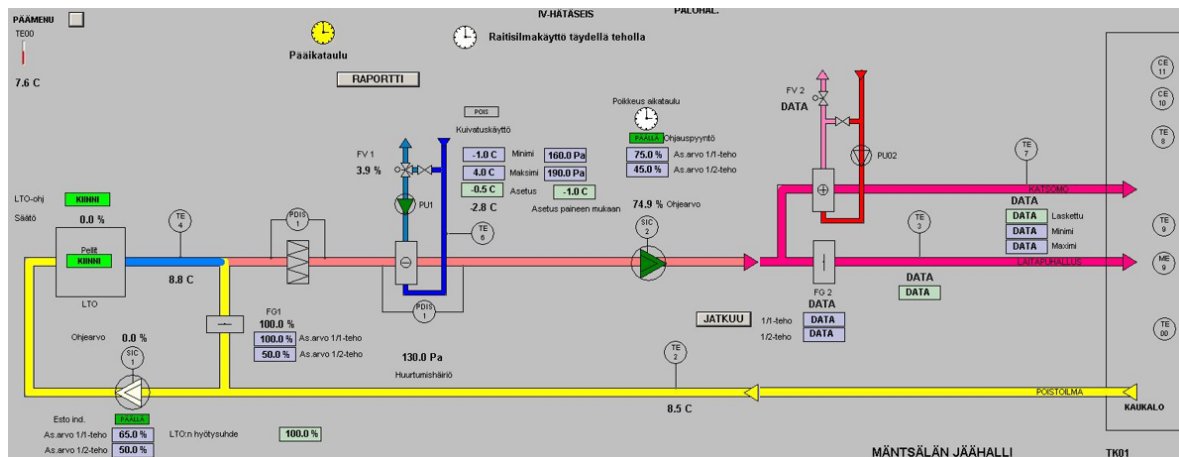 PÄÄMENU
IV-HÄTÄSEIS
PALOHÄL.
TE00
7.6 C
Pääikataulu
Raitisilmakäyttö täydellä teholla
RAPORTTI
POIS
Kuivatuskäyttö
Poikkeus aikataulu
PÄÄLLÄ Ohjauspyyntö
75.0 % As.arvo 1/1-teho
45.0 % As.arvo 1/2-teho
74.9 % Ohjearvo
FV 1
3.9 %
-1.0 C Minimi 160.0 Pa
4.0 C Maksimi 190.0 Pa
-0.5 C Asetus -1.0 C
-2.8 C Asetus paineen mukaan
PU1
TE 6
SIC 2
FV 2
DATA
PU02
CE 11
CE 10
TE 8
TE 7
KATSOMO
DATA
DATA Laskettu
DATA Minimi
DATA Maximi
TE 3
TE 9
LAITAPUHALLUS
ME 9
DATA
DATA
FG 2
DATA
JATKUU
1/1-teho DATA
1/2-teho DATA
TE 00
LTO-ohj KIINNI
Säätö 0.0 %
Pellit
KIINNI
LTO
TE 4
8.8 C
PDIS 1
PDIS 1
FG1
100.0 %
100.0 % As.arvo 1/1-teho
50.0 % As.arvo 1/2-teho
130.0 Pa
Huurtumishäiriö
Ohjearvo 0.0 %
SIC 1
TE 2
8.5 C
POISTOILMA
KAUKALO
Esto ind. PÄÄLLÄ
As.arvo 1/1-teho 65.0 % LTO:n hyötysuhde 100.0 %
As.arvo 1/2-teho 50.0 %
MÄNTSÄLÄN JÄÄHALLI TK01